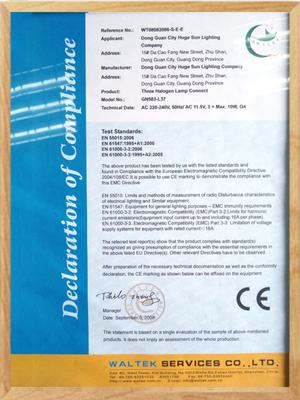 Declaration of Compliance
Reference No.: WT08082086-S-E-E
Applicant: Dong Guan City Huge Sun Lighting
Company
Address: 15# Da Cao Fang New Street, Zhu Shan,
Dong Guan City, Guang Dong Province
Manufacturer: Dong Guan City Huge Sun Lighting
Company
Address: 15# Da Cao Fang New Street, Zhu Shan,
Dong Guan City, Guang Dong Province
Product: Three Halogen Lamp Connect
Model No.: GN583-L37
Technical Data: AC 220-240V, 50Hz/ AC 11.5V, 3 × Max. 10W, G4
Test Standards:
EN 55015:2006
EN 61547:1995+A1:2000
EN 61000-3-2:2006
EN 61000-3-3:1995+A2:2005
The above product has been tested by us with the listed standards and
found in Compliance with the European Electromagnetic Compatibility Directive
2004/108/EC It is possible to use CE marking to demonstrate the compliance with
this EMC Directive
EN 55015: Limits and methods of measurement of radio Disturbance characteristics
of electrical lighting and Similar equipment.
EN 61547: Equipment for general lighting purposes – EMC immunity requirements
EN 61000-3-2: Electromagnetic Compatibility (EMC)Part 3-2:Limits for harmonic
current emissions(Equipment input current up to and including 16A per phase)
EN 61000-3-3: Electromagnetic Compatibility (EMC) Part 3-3: Limitation of voltage
supply systems for equipment with rated current≤ 16A.
The referred test report(s) show that the product complies with standard(s)
recognized as giving presumption of compliance with the essential requirements in
the above listed EU Directive(s). Other relevant Directives have to be observed
After preparation of the necessary technical documentation as well as the conformity
declaration, the CE marking as shown below can be affixed on the equipment
CE
Manager
Date: September 5, 2008
The statement is based on a single evaluation of the sample of above mentioned
products. It does not imply an assessment of the whole production.
WALTEK SERVICES CO.,LTD.